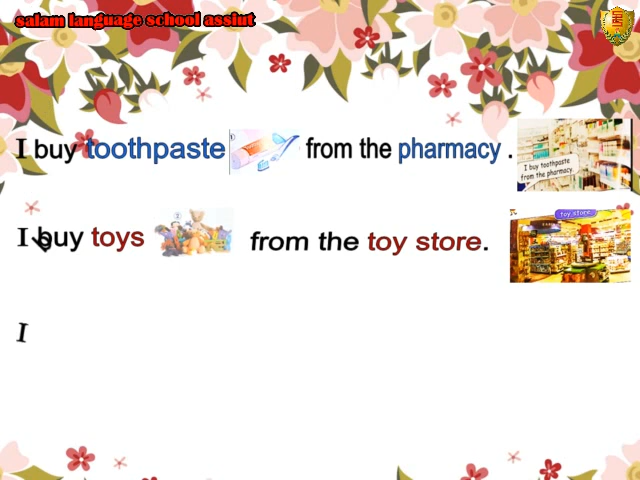 salam language school assiut
I buy toothpaste from the pharmacy .
I buy toothpaste
from the pharmacy.
I buy toys from the toy store.
toy store
I